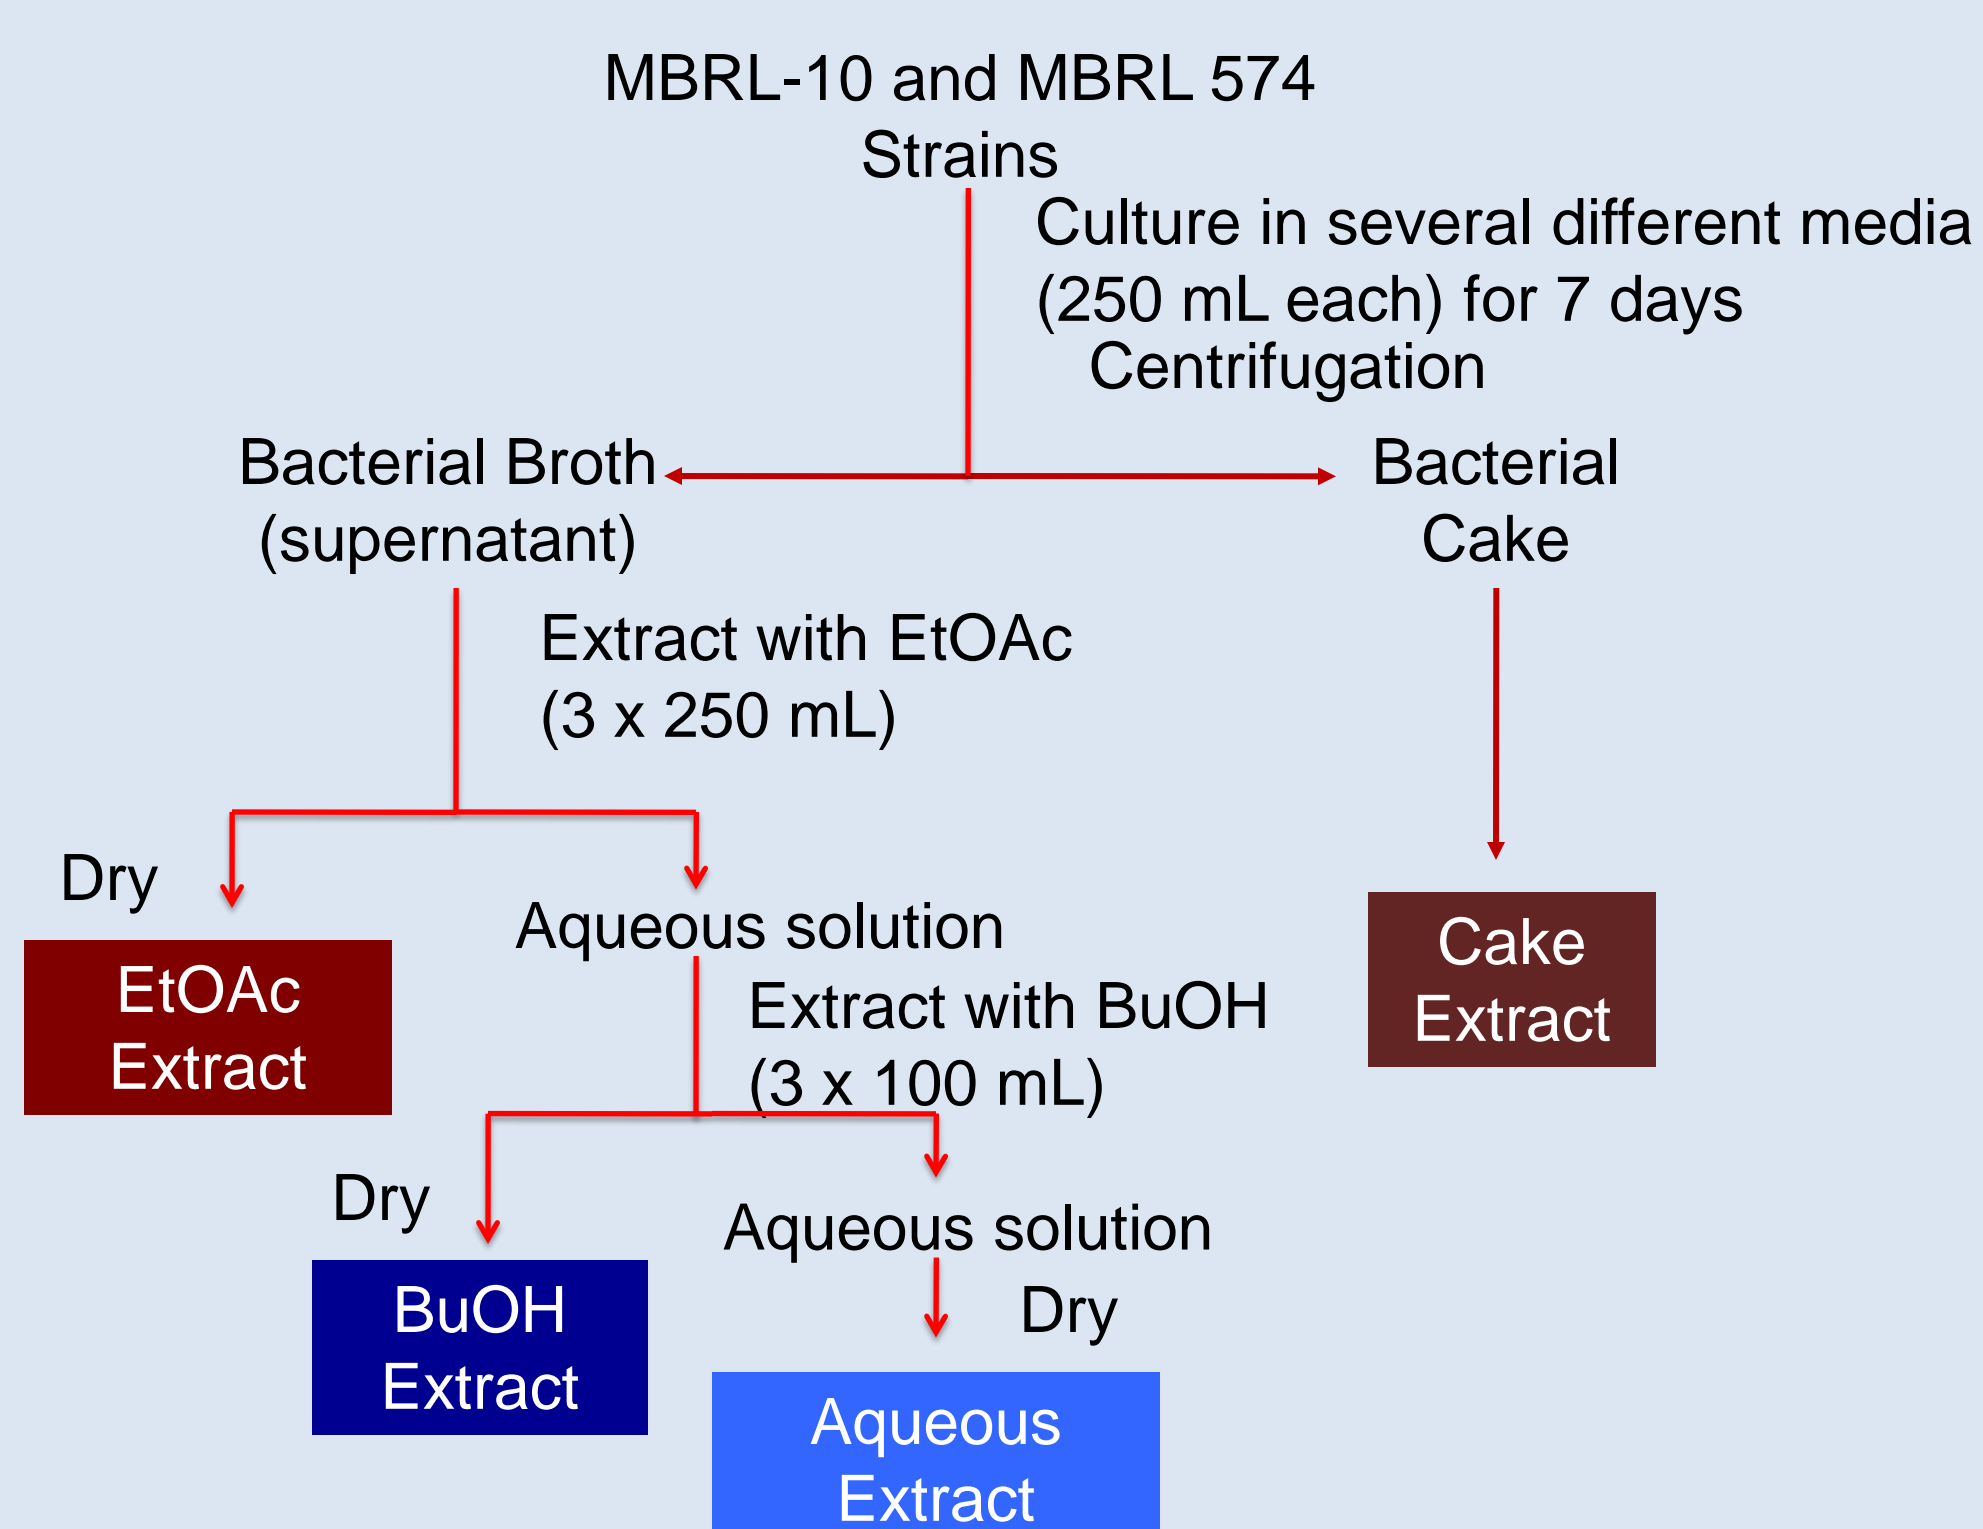 MBRL-10 and MBRL 574
Strains
Culture in several different media
(250 mL each) for 7 days
Centrifugation
Bacterial Broth
(supernatant)
Bacterial
Cake
Extract with EtOAc
(3 x 250 mL)
Dry
EtOAc
Extract
Aqueous solution
Cake
Extract
Extract with BuOH
(3 x 100 mL)
Dry
BuOH
Extract
Aqueous solution
Dry
Aqueous
Extract